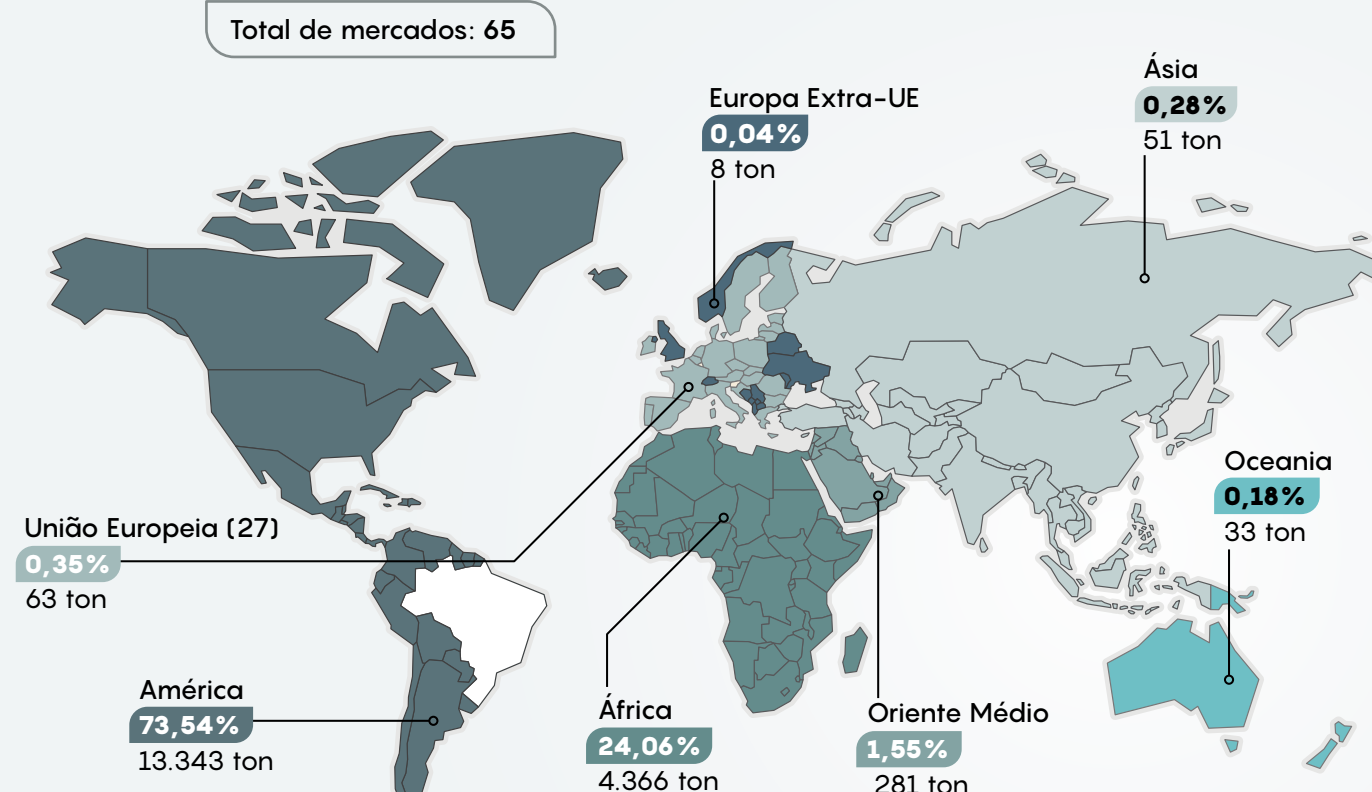 Total de mercados: 65
Ásia
0,28%
51 ton
Europa Extra-UE
0,04%
8 ton
Oceania
0,18%
33 ton
União Europeia (27)
0,35%
63 ton
América
73,54%
13.343 ton
África
24,06%
4.366 ton
Oriente Médio
1,55%
281 ton